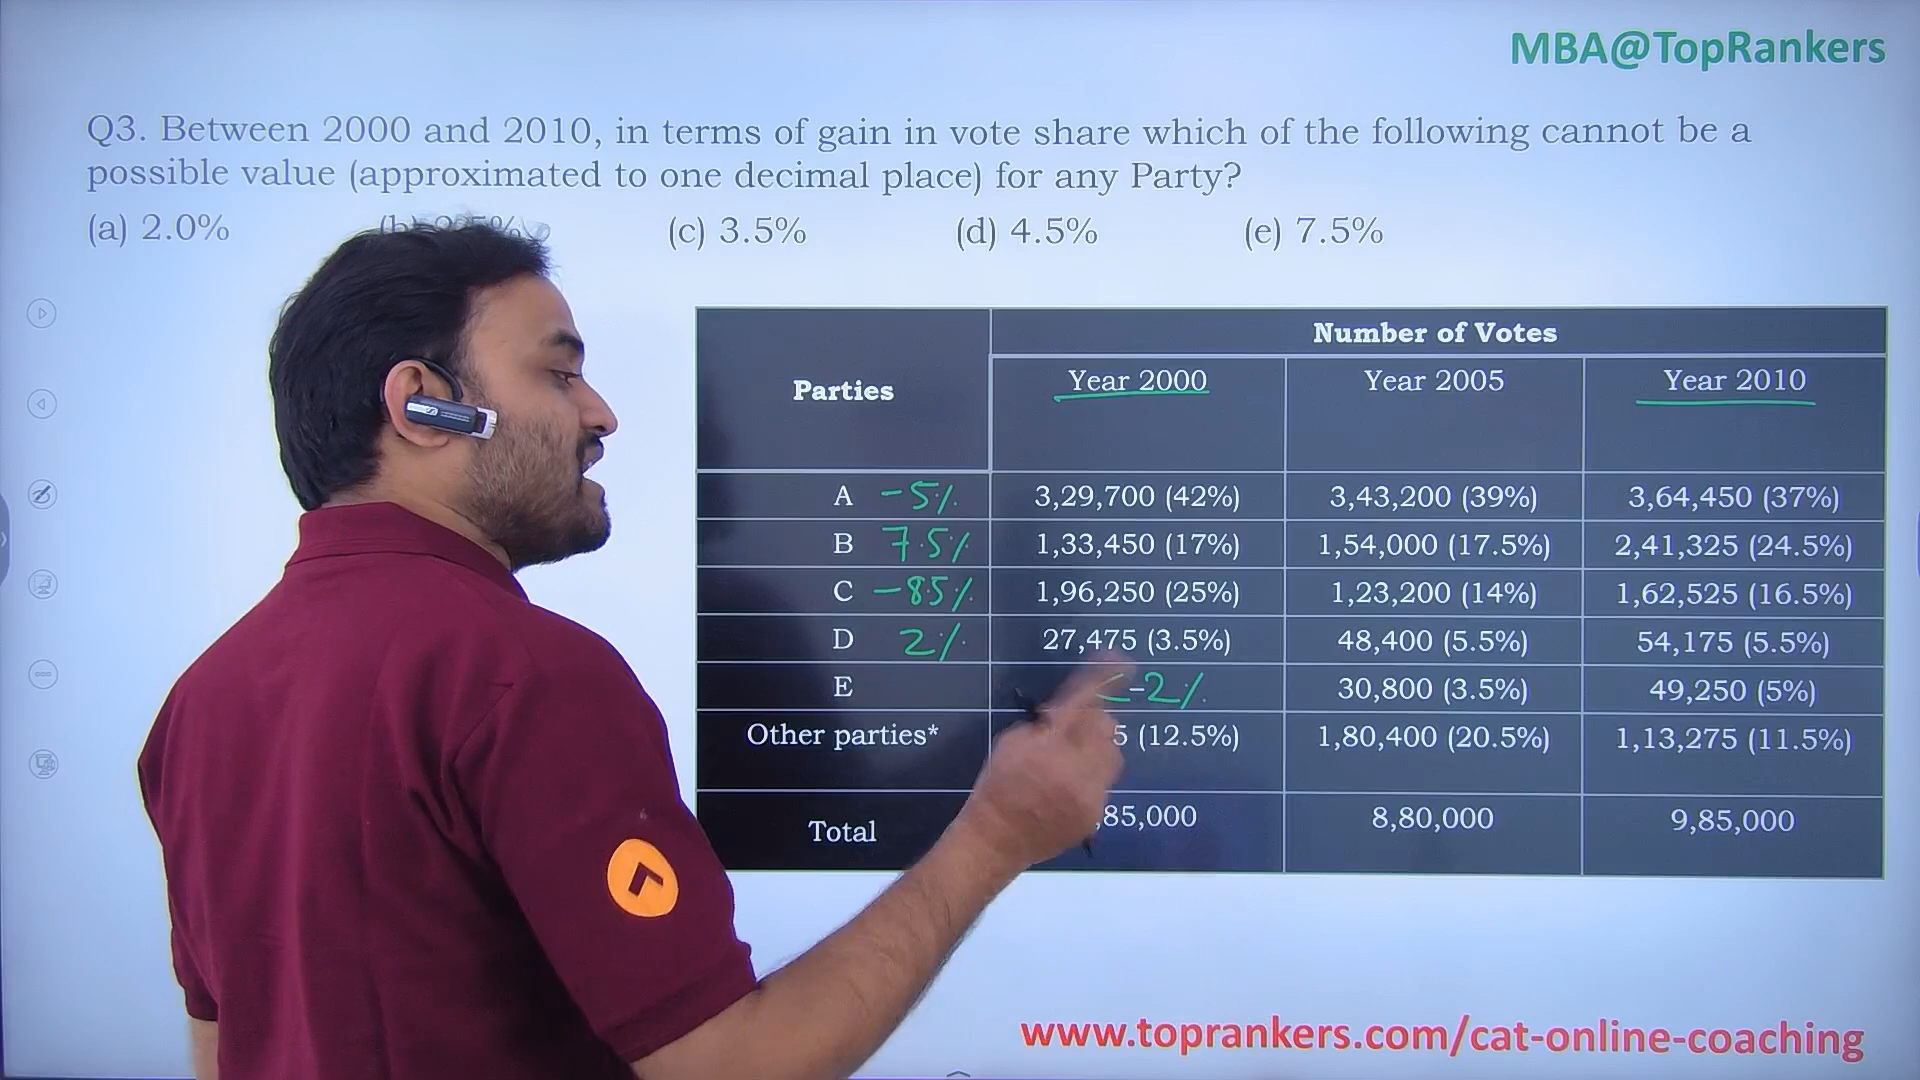 MBA@TopRankers
Q3. Between 2000 and 2010, in terms of gain in vote share which of the following cannot be a
possible value (approximated to one decimal place) for any Party?
(a) 2.0% (c) 3.5% (d) 4.5% (e) 7.5%
Number of Votes
Parties Year 2000 Year 2005 Year 2010
A -5% 3,29,700 (42%) 3,43,200 (39%) 3,64,450 (37%)
B 7.5% 1,33,450 (17%) 1,54,000 (17.5%) 2,41,325 (24.5%)
C -8.5% 1,96,250 (25%) 1,23,200 (14%) 1,62,525 (16.5%)
D 2% 27,475 (3.5%) 48,400 (5.5%) 54,175 (5.5%)
E <-2% 30,800 (3.5%) 49,250 (5%)
Other parties* 5 (12.5%) 1,80,400 (20.5%) 1,13,275 (11.5%)
Total ,85,000 8,80,000 9,85,000
www.toprankers.com/cat-online-coaching